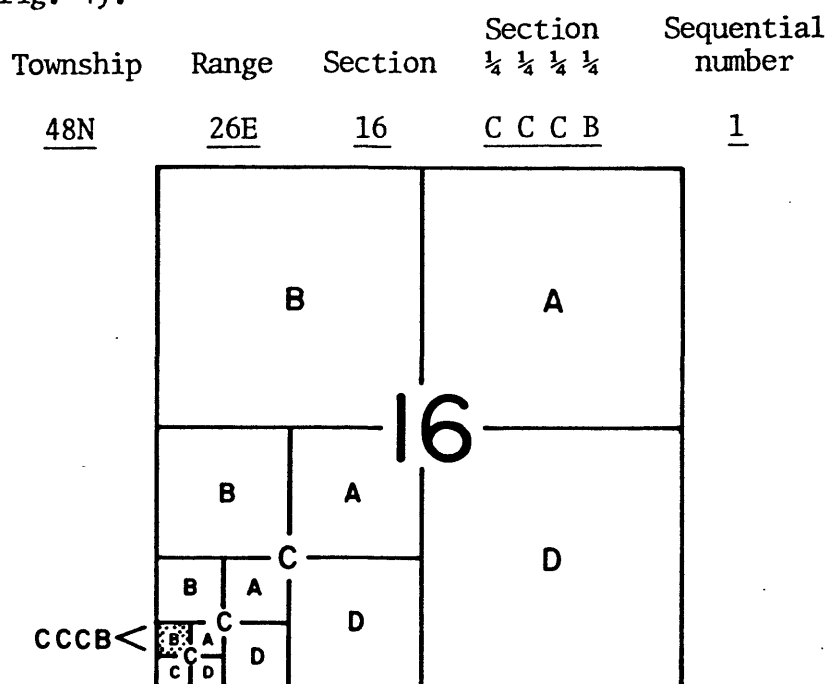 Fig. 4).
Section Sequential
Township Range Section ¼ ¼ ¼ ¼ number
48N 26E 16 C C C B 1
B A
16
B A
C D
B A
C D
CCCB B A
D
C
C D